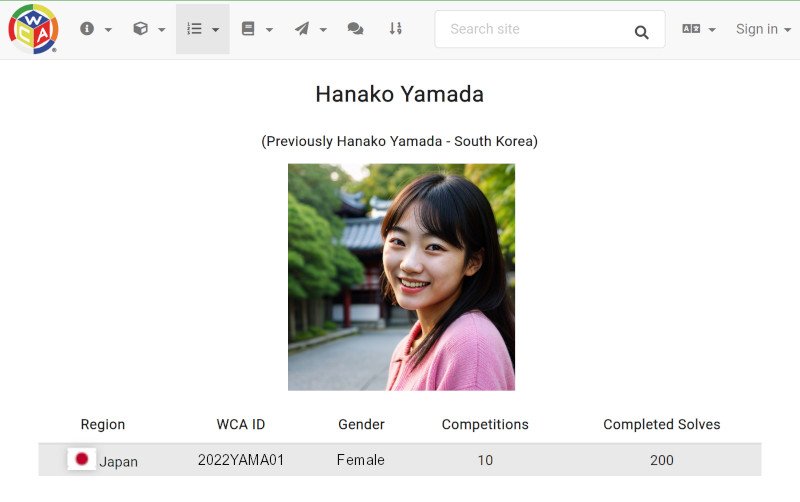 WCA
Search site
Sign in
Hanako Yamada
(Previously Hanako Yamada - South Korea)
Region WCA ID Gender Competitions Completed Solves
Japan 2022YAMA01 Female 10 200